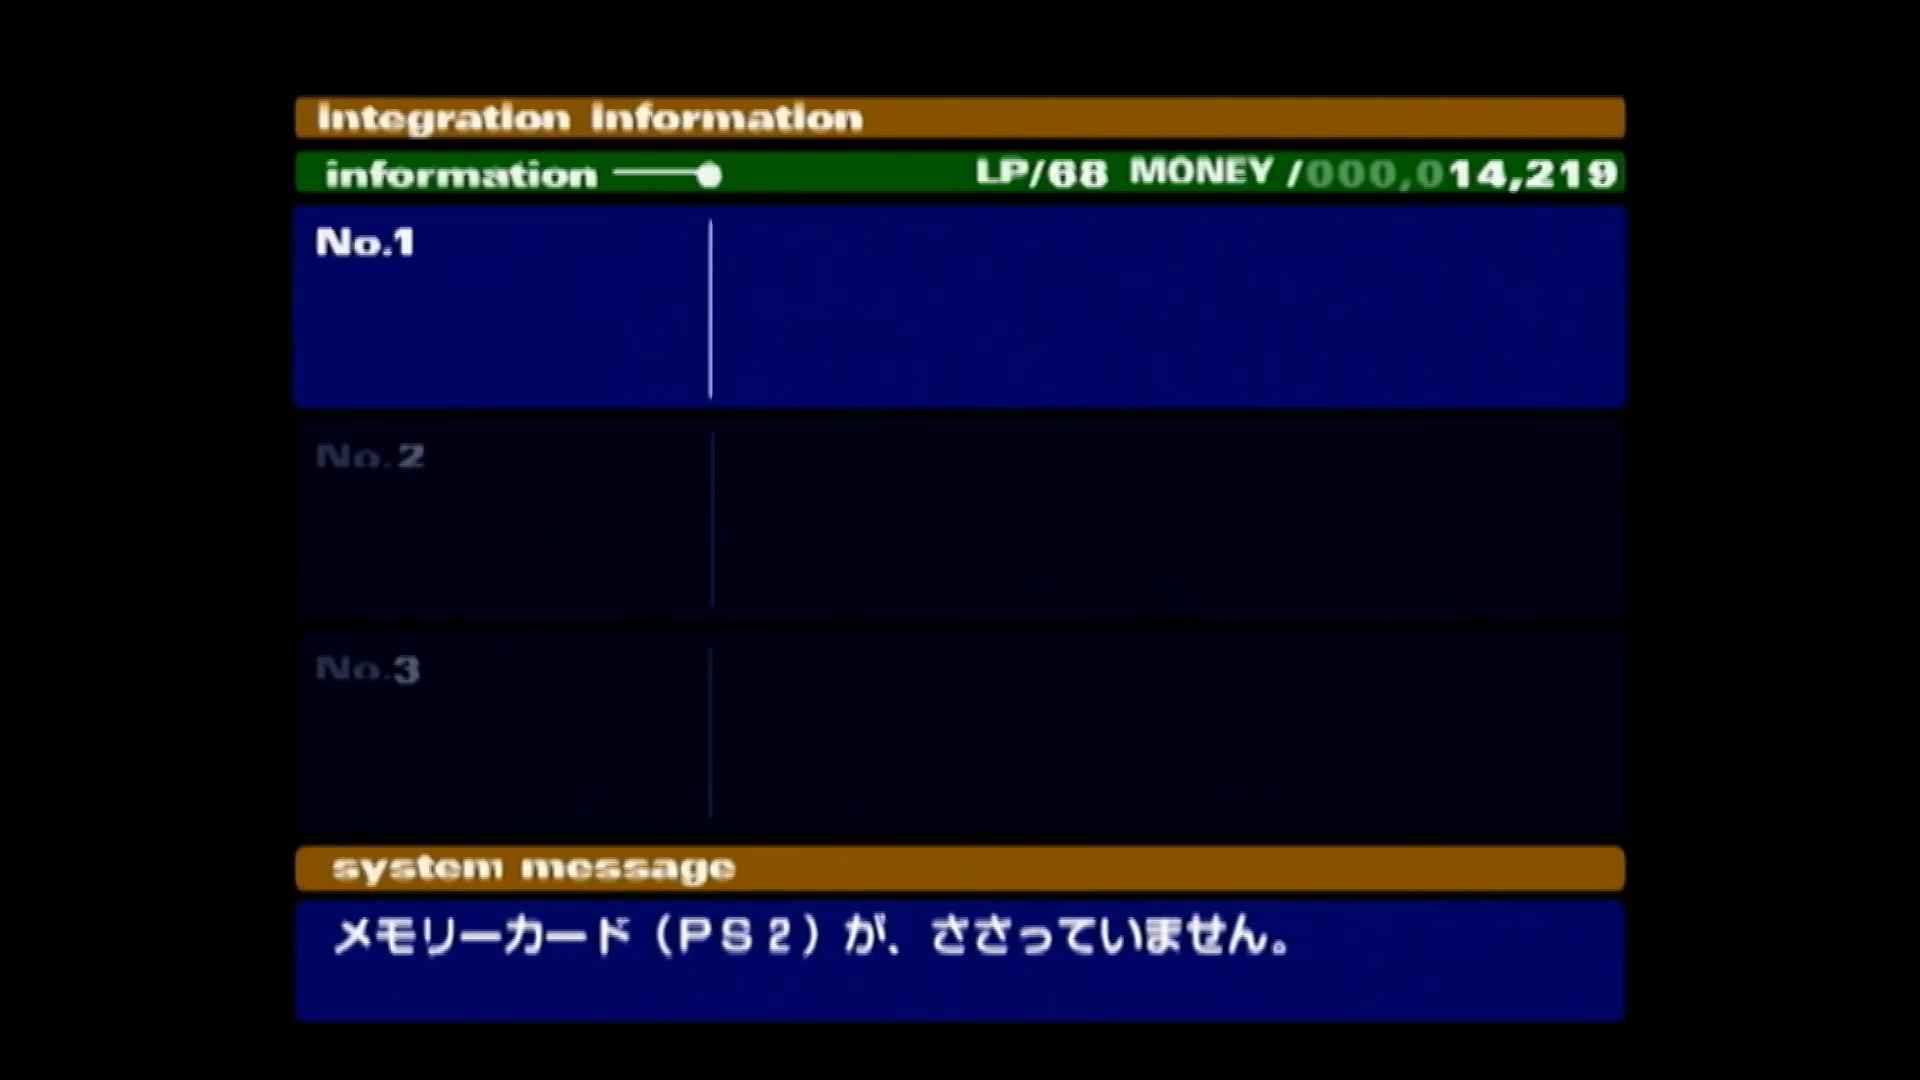 Integration Information
information LP/68 MONEY /000,014,219
No.1
No.2
No.3
system message
メモリーカード（PS2）が、ささっていません。